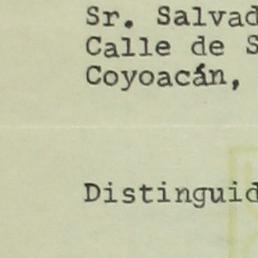 Sr. Salvad
Calle de S
Coyoacán,
Distinguid